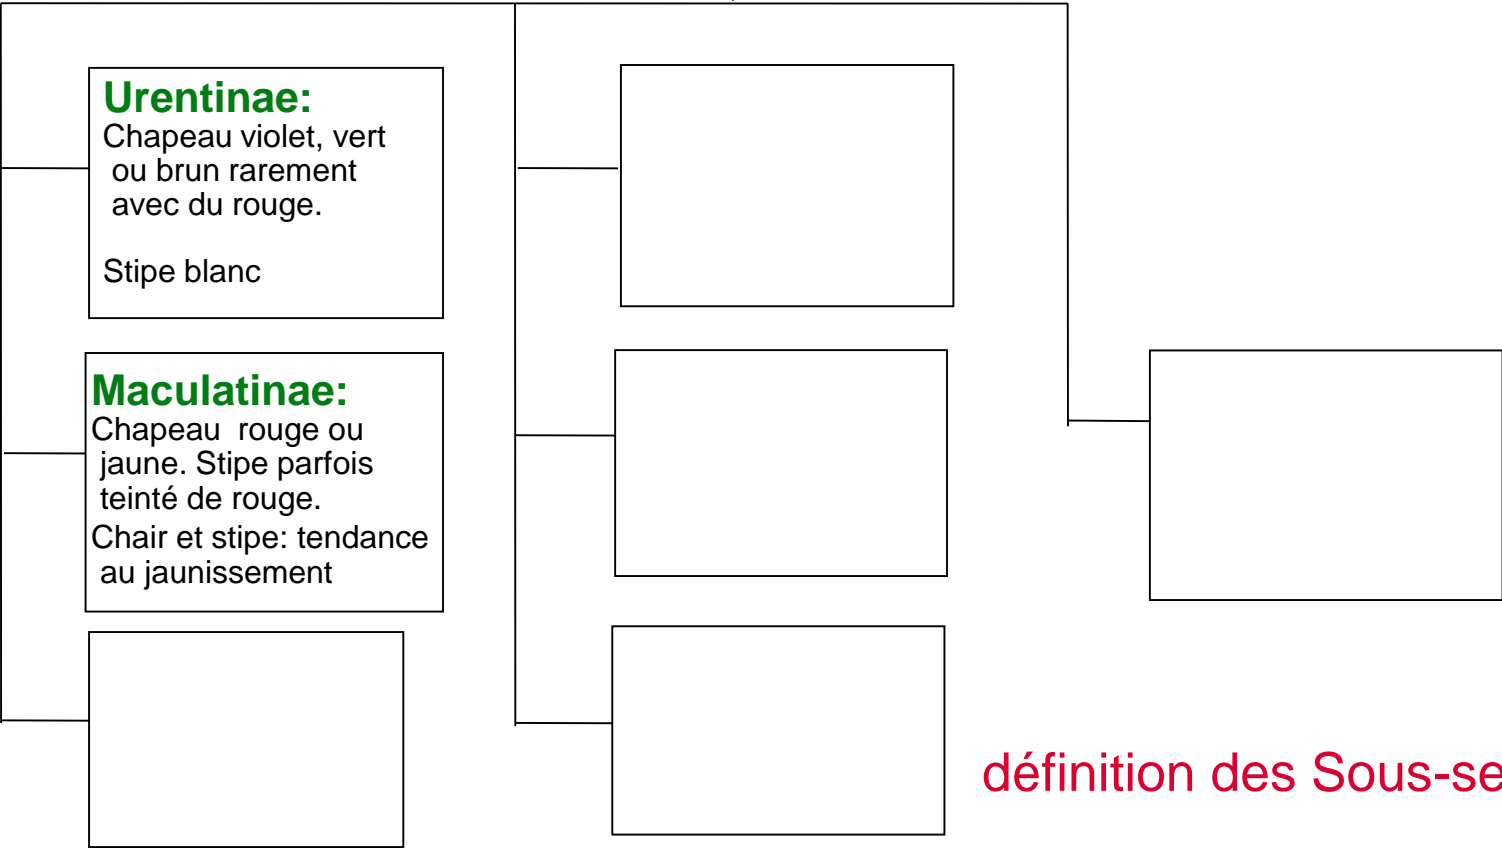 Urentinae:
Chapeau violet, vert
ou brun rarement
avec du rouge.
Stipe blanc
Maculatinae:
Chapeau rouge ou
jaune. Stipe parfois
teinté de rouge.
Chair et stipe: tendance
au jaunissement
définition des Sous-se